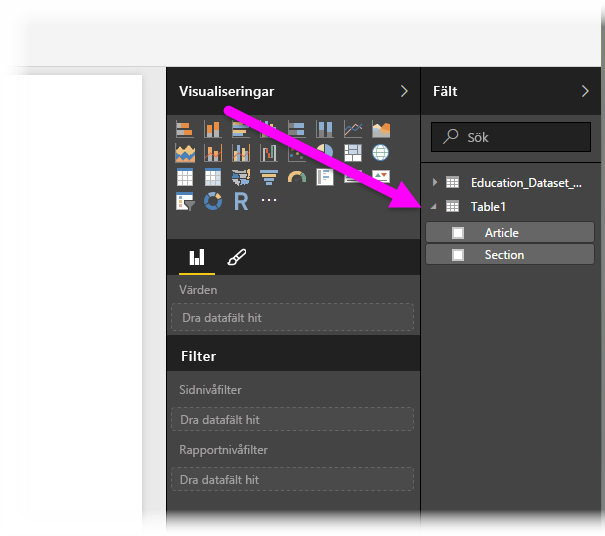 Visualiseringar
Fält
Sök
Education_Dataset_...
Table1
Article
Section
R
Värden
Dra datafält hit
Filter
Sidnivåfilter
Dra datafält hit
Rapportnivåfilter
Dra datafält hit